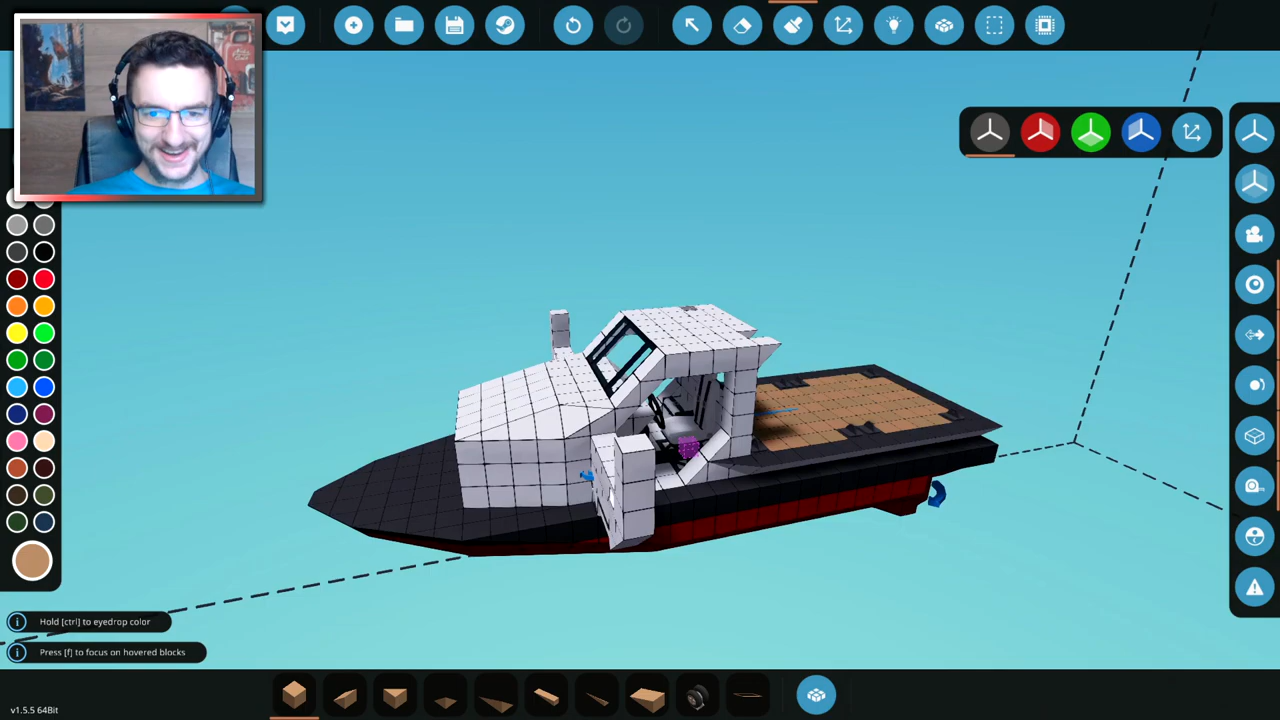 Hold [ctrl] to eyedrop color
Press [f] to focus on hovered blocks
v1.5.5 64Bit